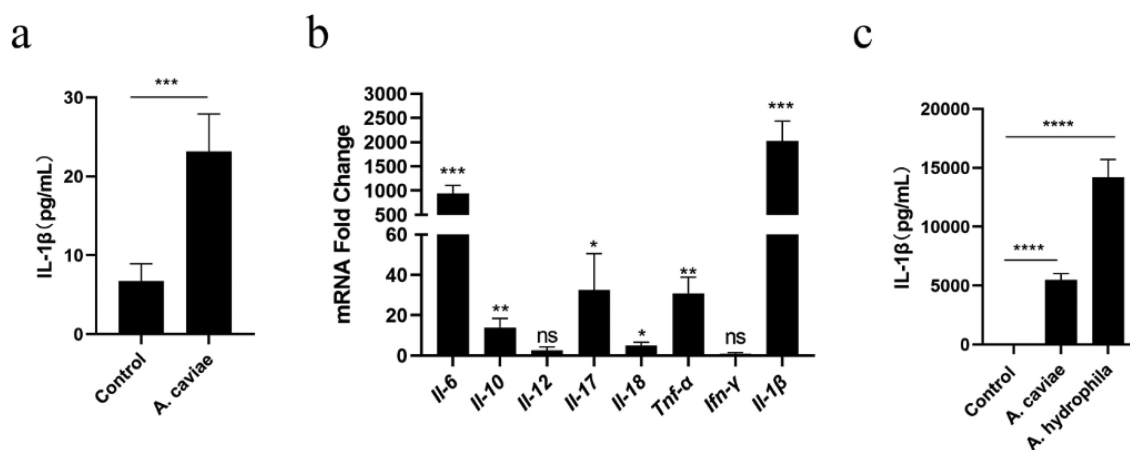 a
***
30
20
10
0
IL-1β(pg/mL)
Control
A. caviae
b
mRNA Fold Change
3000
2500
2000
1500
1000
500
60
40
20
0
***
**
ns
*
*
**
ns
***
Il-6
Il-10
Il-12
Il-17
Il-18
Tnf-α
Ifn-γ
Il-1β
c
20000
15000
10000
5000
0
IL-1β(pg/mL)
****
****
Control
A. caviae
A. hydrophila